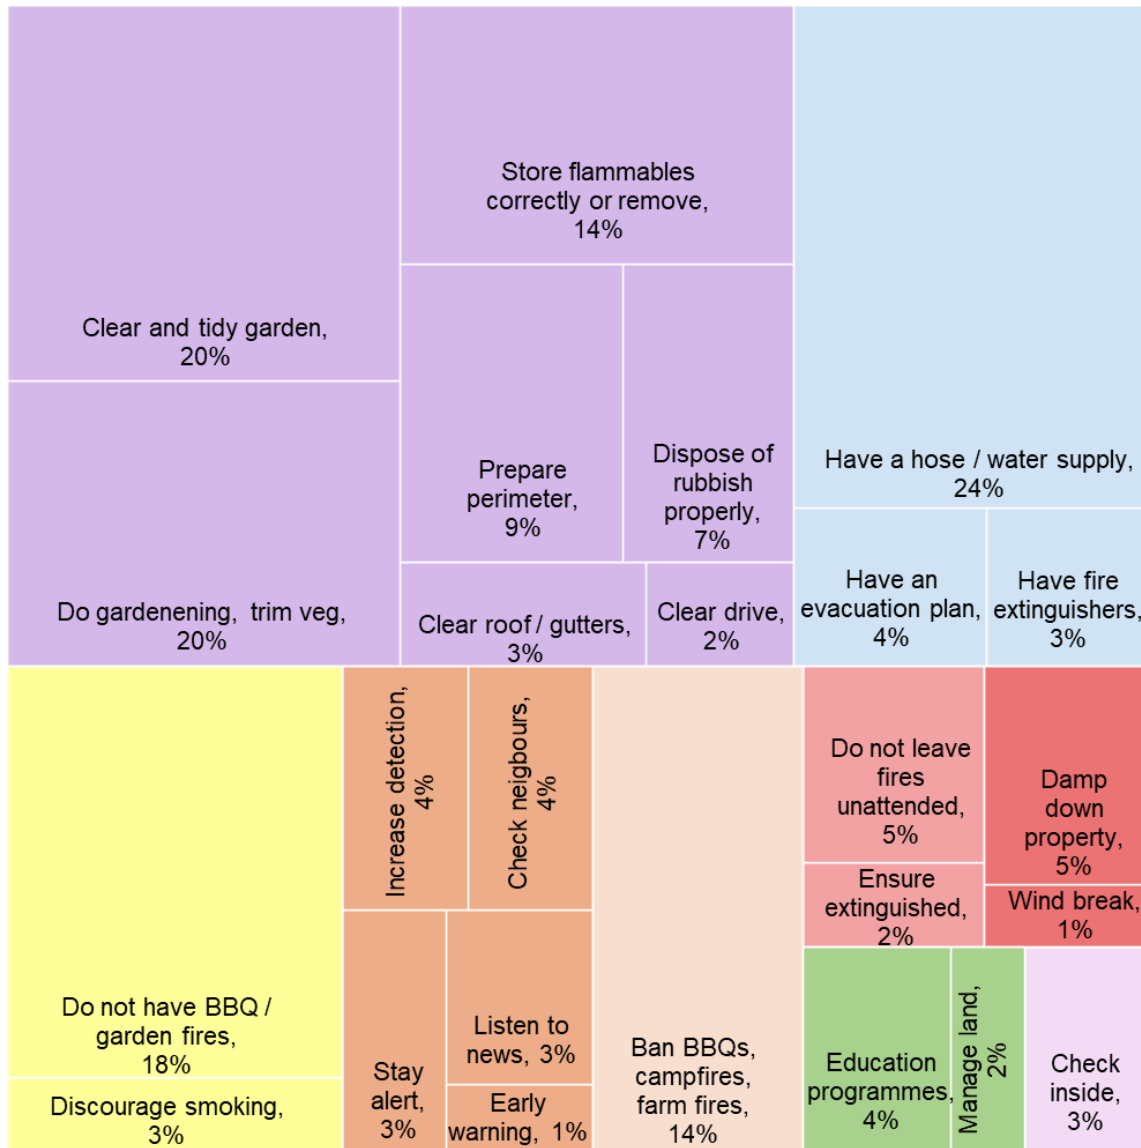 Clear and tidy garden,
20%
Store flammables
correctly or remove,
14%
Have a hose / water supply,
24%
Do gardenening, trim veg,
20%
Prepare
perimeter,
9%
Dispose of
rubbish
properly,
7%
Clear roof / gutters,
3%
Clear drive,
2%
Have an
evacuation plan,
4%
Have fire
extinguishers,
3%
Do not have BBQ /
garden fires,
18%
Discourage smoking,
3%
Increase detection,
4%
Check neigbours,
4%
Stay
alert,
3%
Listen to
news, 3%
Early
warning, 1%
Ban BBQs,
campfires,
farm fires,
14%
Do not leave
fires
unattended,
5%
Ensure
extinguished,
2%
Damp
down
property,
5%
Wind break,
1%
Education
programmes,
4%
Manage land,
2%
Check
inside,
3%